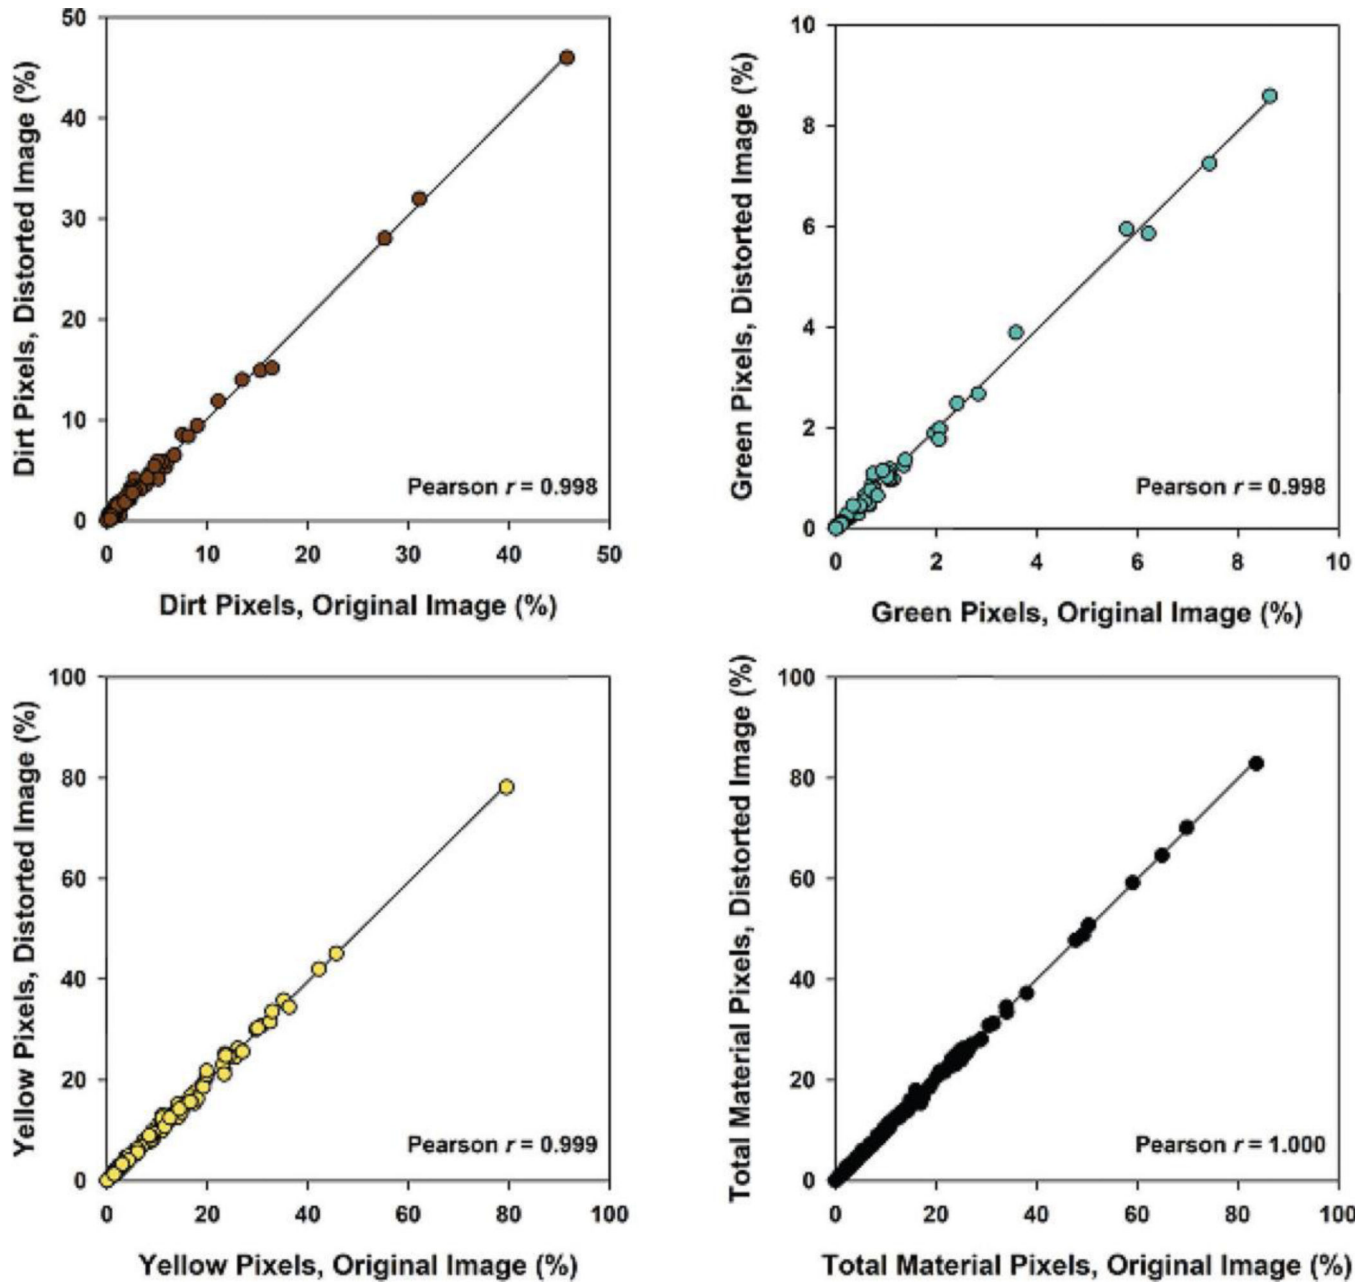 Dirt Pixels, Distorted Image (%)
50
40
30
20
10
0
Pearson r = 0.998
0 10 20 30 40 50
Dirt Pixels, Original Image (%)
Green Pixels, Distorted Image (%)
10
8
6
4
2
0
Pearson r = 0.998
0 2 4 6 8 10
Green Pixels, Original Image (%)
Yellow Pixels, Distorted Image (%)
100
80
60
40
20
0
Pearson r = 0.999
0 20 40 60 80 100
Yellow Pixels, Original Image (%)
Total Material Pixels, Distorted Image (%)
100
80
60
40
20
0
Pearson r = 1.000
0 20 40 60 80 100
Total Material Pixels, Original Image (%)